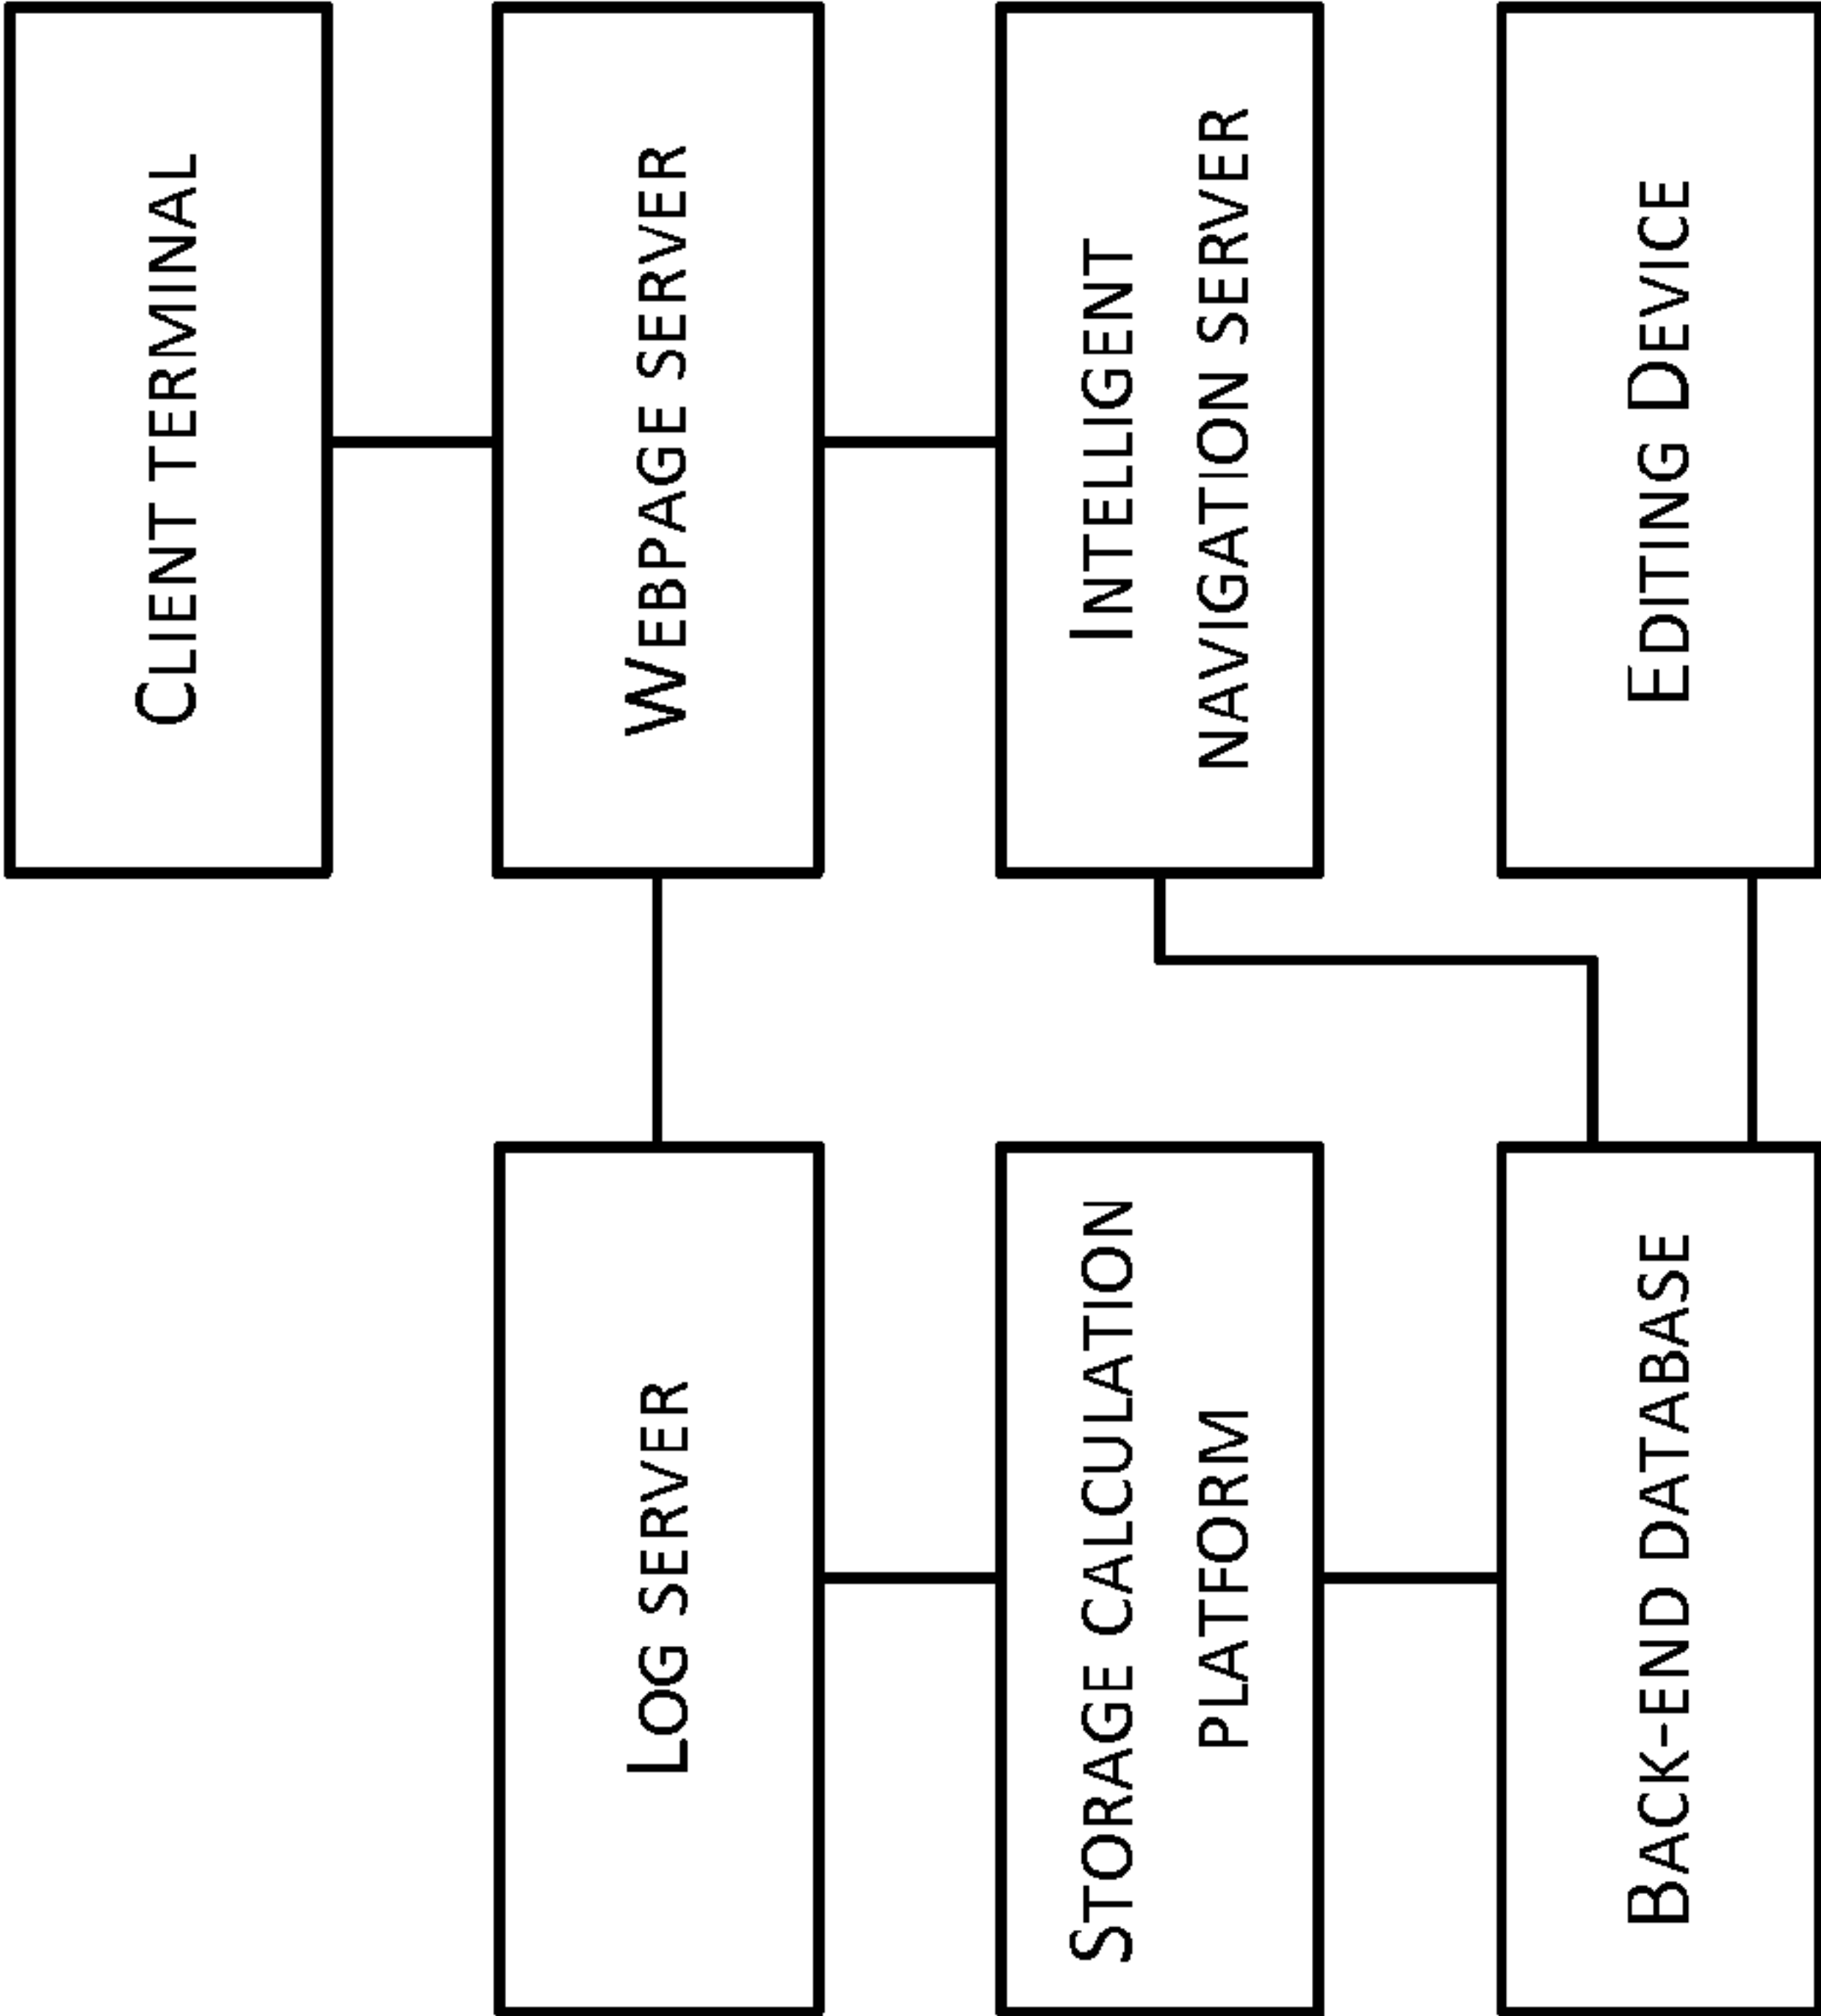 CLIENT TERMINAL
WEBPAGE SERVER
INTELLIGENT
NAVIGATION SERVER
EDITING DEVICE
LOG SERVER
STORAGE CALCULATION
PLATFORM
BACK-END DATABASE